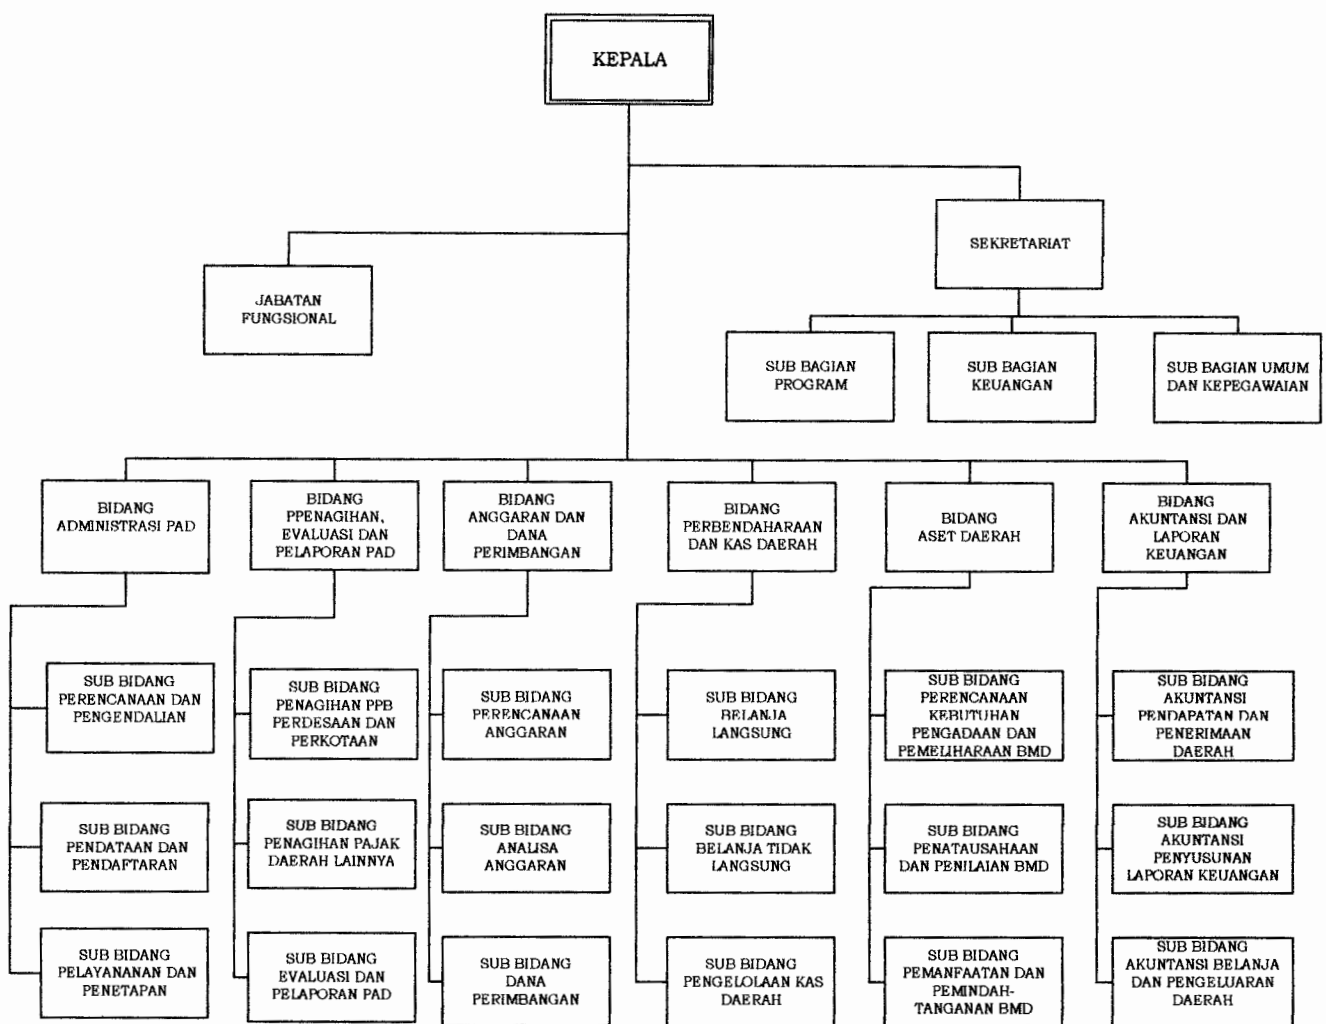 KEPALA
SEKRETARIAT
JABATAN
FUNGSIONAL
SUB BAGIAN
PROGRAM
SUB BAGIAN
KEUANGAN
SUB BAGIAN UMUM
DAN KEPEGAWAIAN
BIDANG
ADMINISTRASI PAD
BIDANG
PPENAGIHAN,
EVALUASI DAN
PELAPORAN PAD
BIDANG
ANGGARAN DAN
DANA
PERIMBANGAN
BIDANG
PERBENDAHARAAN
DAN KAS DAERAH
BIDANG
ASET DAERAH
BIDANG
AKUNTANSI DAN
LAPORAN
KEUANGAN
SUB BIDANG
PERENCANAAN DAN
PENGENDALIAN
SUB BIDANG
PENAGIHAN PPB
PERDESAAN DAN
PERKOTAAN
SUB BIDANG
PERENCANAAN
ANGGARAN
SUB BIDANG
BELANJA
LANGSUNG
SUB BIDANG
PERENCANAAN
KEBUTUHAN
PENGADAAN DAN
PEMELIHARAAN BMD
SUB BIDANG
AKUNTANSI
PENDAPATAN DAN
PENERIMAAN
DAERAH
SUB BIDANG
PENDATAAN DAN
PENDAFTARAN
SUB BIDANG
PENAGIHAN PAJAK
DAERAH LAINNYA
SUB BIDANG
ANALISA
ANGGARAN
SUB BIDANG
BELANJA TIDAK
LANGSUNG
SUB BIDANG
PENATAUSAHAAN
DAN PENILAIAN BMD
SUB BIDANG
AKUNTANSI
PENYUSUNAN
LAPORAN KEUANGAN
SUB BIDANG
PELAYANANAN DAN
PENETAPAN
SUB BIDANG
EVALUASI DAN
PELAPORAN PAD
SUB BIDANG
DANA
PERIMBANGAN
SUB BIDANG
PENGELOLAAN KAS
DAERAH
SUB BIDANG
PEMANFAATAN DAN
PEMINDAH-
TANGANAN BMD
SUB BIDANG
AKUNTANSI BELANJA
DAN PENGELUARAN
DAERAH